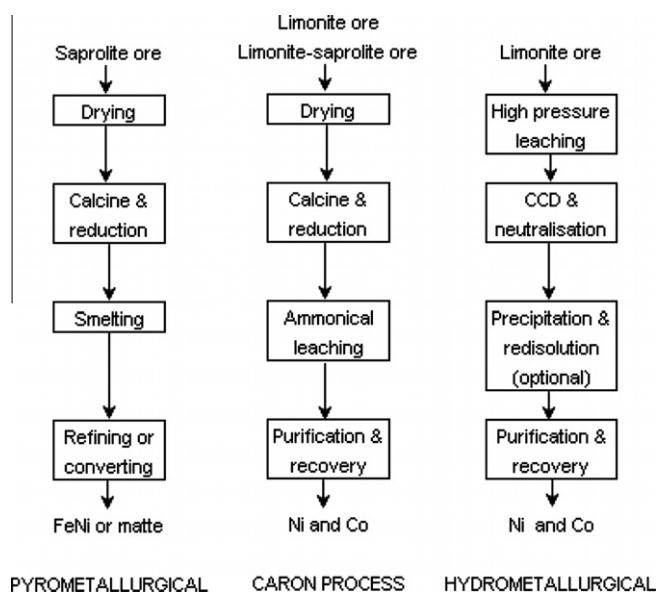 Saprolite ore
Drying
Calcine &
reduction
Smelting
Refining or
converting
FeNi or matte
PYROMETALLURGICAL
Limonite ore
Limonite-saprolite ore
Drying
Calcine &
reduction
Ammonical
leaching
Purification &
recovery
Ni and Co
CARON PROCESS
Limonite ore
High pressure
leaching
CCD &
neutralisation
Precipitation &
redisolution
(optional)
Purification &
recovery
Ni and Co
HYDROMETALLURGICAL